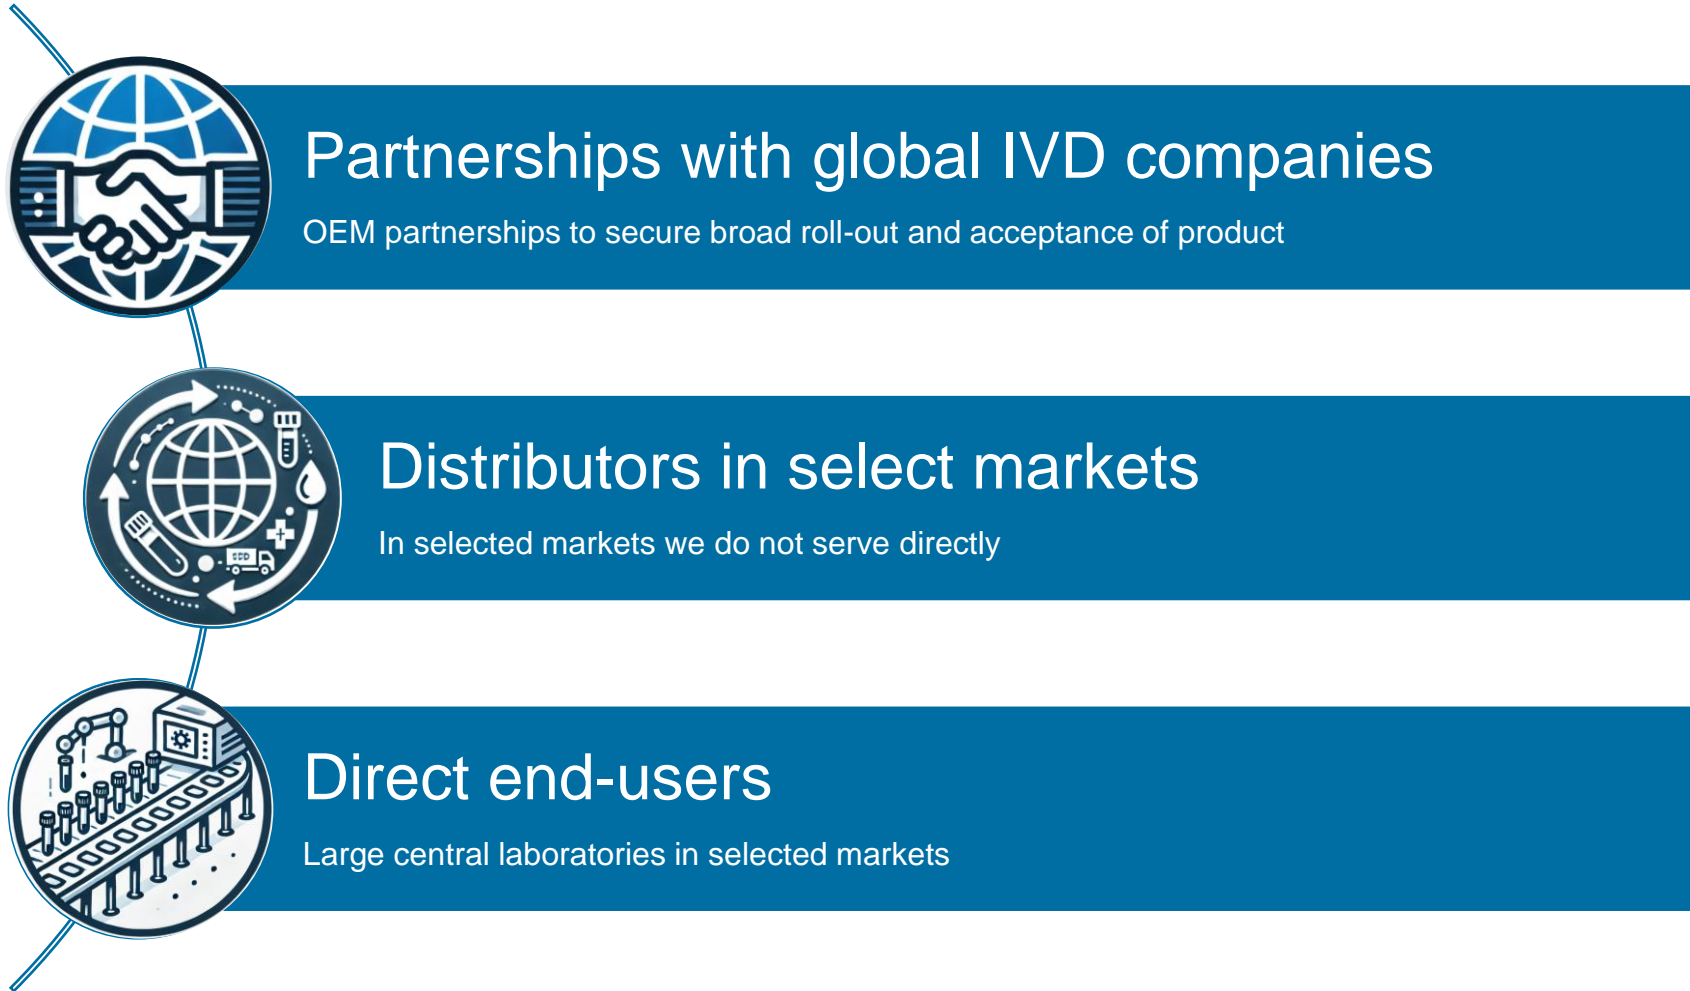 Partnerships with global IVD companies
OEM partnerships to secure broad roll-out and acceptance of product
Distributors in select markets
In selected markets we do not serve directly
Direct end-users
Large central laboratories in selected markets